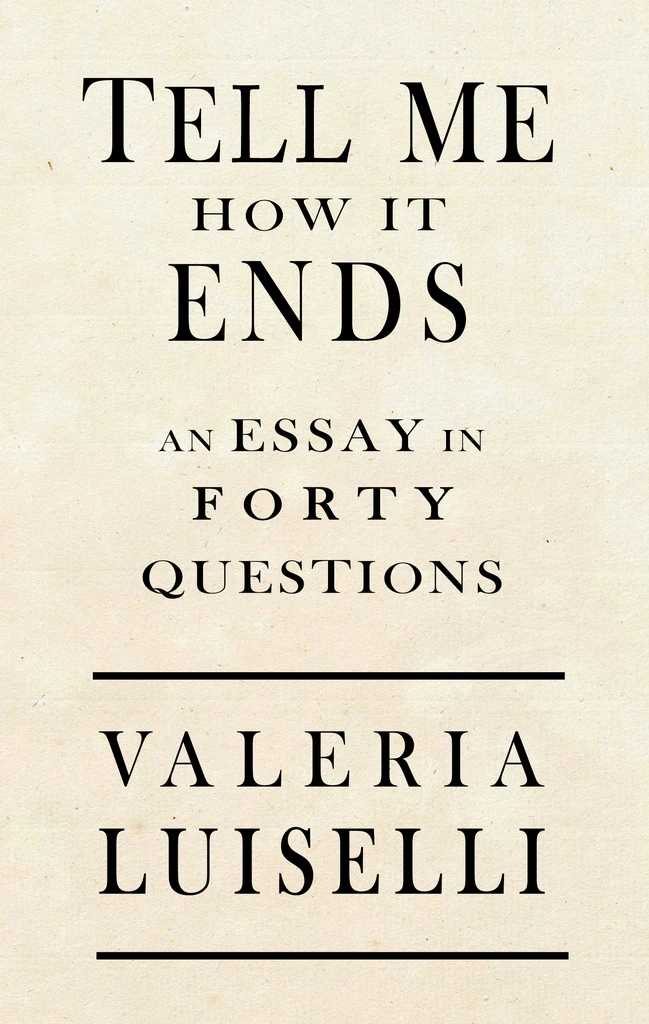 TELL ME
HOW IT
ENDS
AN ESSAY IN
FORTY
QUESTIONS
VALERIA
LUISELLI